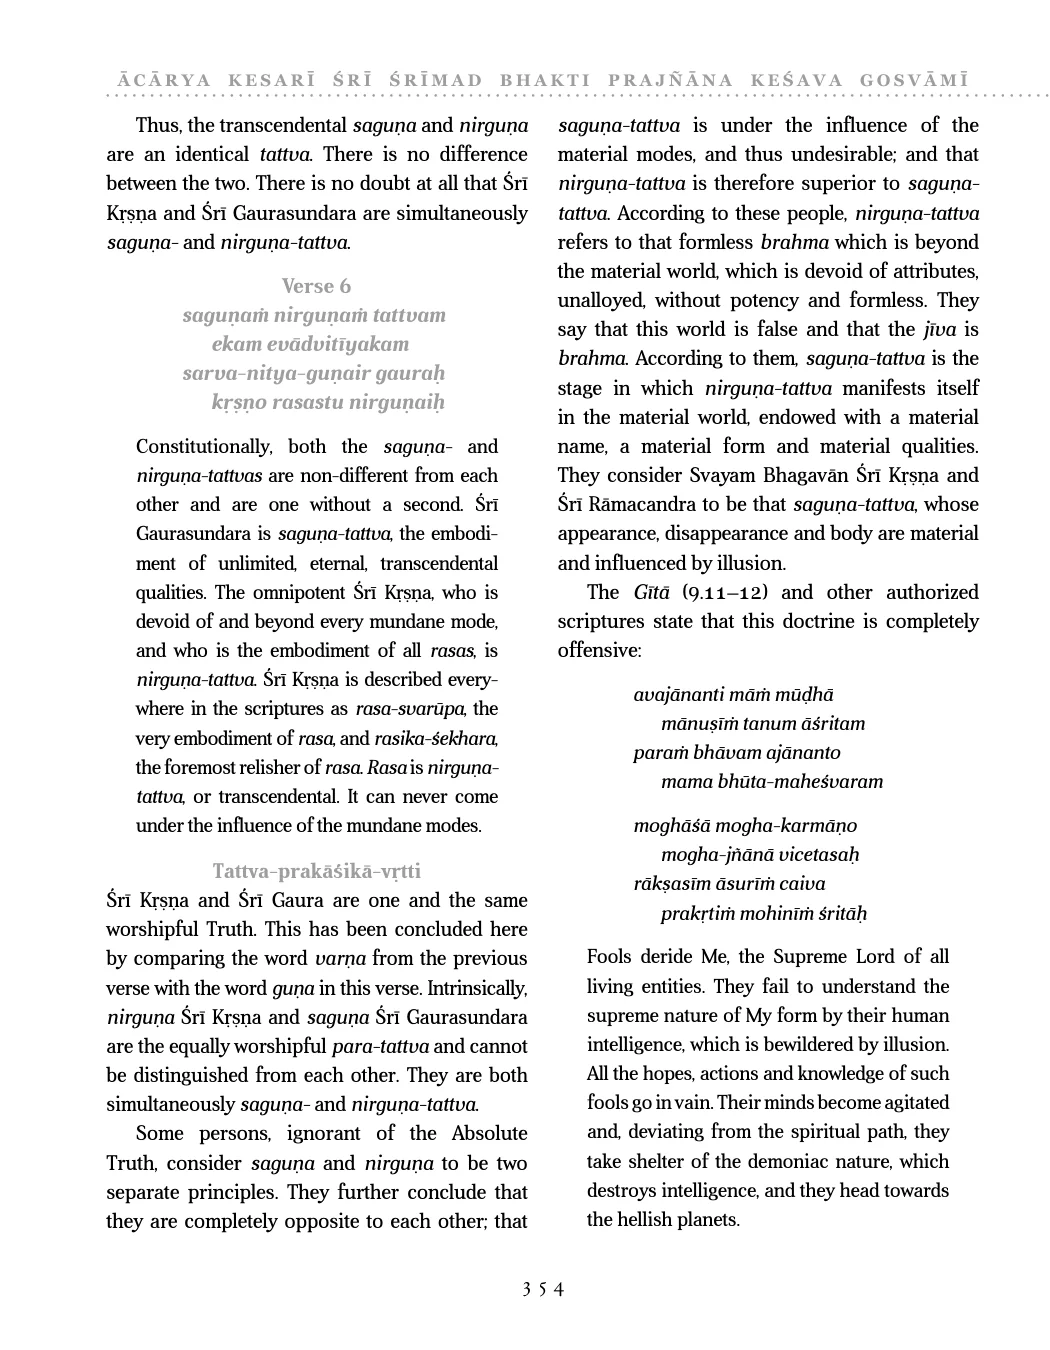 ĀCĀRYA KESARĪ ŚRĪ ŚRĪMAD BHAKTI PRAJÑĀNA KEŚAVA GOSVĀMĪ
Thus, the transcendental saguṇa and nirguṇa
are an identical tattva. There is no difference
between the two. There is no doubt at all that Śrī
Kṛṣṇa and Śrī Gaurasundara are simultaneously
saguṇa- and nirguṇa-tattva.
Verse 6
saguṇaṁ nirguṇaṁ tattvam
ekam evādvitīyakam
sarva-nitya-guṇair gauraḥ
kṛṣṇo rasastu nirguṇaiḥ
Constitutionally, both the saguṇa- and
nirguṇa-tattvas are non-different from each
other and are one without a second. Śrī
Gaurasundara is saguṇa-tattva, the embodi-
ment of unlimited, eternal, transcendental
qualities. The omnipotent Śrī Kṛṣṇa, who is
devoid of and beyond every mundane mode,
and who is the embodiment of all rasas, is
nirguṇa-tattva. Śrī Kṛṣṇa is described every-
where in the scriptures as rasa-svarūpa, the
very embodiment of rasa, and rasika-śekhara,
the foremost relisher of rasa. Rasa is nirguṇa-
tattva, or transcendental. It can never come
under the influence of the mundane modes.
Tattva-prakāśikā-vṛtti
Śrī Kṛṣṇa and Śrī Gaura are one and the same
worshipful Truth. This has been concluded here
by comparing the word varṇa from the previous
verse with the word guṇa in this verse. Intrinsically,
nirguṇa Śrī Kṛṣṇa and saguṇa Śrī Gaurasundara
are the equally worshipful para-tattva and cannot
be distinguished from each other. They are both
simultaneously saguṇa- and nirguṇa-tattva.
Some persons, ignorant of the Absolute
Truth, consider saguṇa and nirguṇa to be two
separate principles. They further conclude that
they are completely opposite to each other; that
saguṇa-tattva is under the influence of the
material modes, and thus undesirable; and that
nirguṇa-tattva is therefore superior to saguṇa-
tattva. According to these people, nirguṇa-tattva
refers to that formless brahma which is beyond
the material world, which is devoid of attributes,
unalloyed, without potency and formless. They
say that this world is false and that the jīva is
brahma. According to them, saguṇa-tattva is the
stage in which nirguṇa-tattva manifests itself
in the material world, endowed with a material
name, a material form and material qualities.
They consider Svayam Bhagavān Śrī Kṛṣṇa and
Śrī Rāmacandra to be that saguṇa-tattva, whose
appearance, disappearance and body are material
and influenced by illusion.
The Gītā (9.11–12) and other authorized
scriptures state that this doctrine is completely
offensive:
avajānanti māṁ mūḍhā
mānuṣīṁ tanum āśritam
paraṁ bhāvam ajānanto
mama bhūta-maheśvaram
moghāśā mogha-karmāṇo
mogha-jñānā vicetasaḥ
rākṣasīm āsurīṁ caiva
prakṛtiṁ mohinīṁ śritāḥ
Fools deride Me, the Supreme Lord of all
living entities. They fail to understand the
supreme nature of My form by their human
intelligence, which is bewildered by illusion.
All the hopes, actions and knowledge of such
fools go in vain. Their minds become agitated
and, deviating from the spiritual path, they
take shelter of the demoniac nature, which
destroys intelligence, and they head towards
the hellish planets.
354